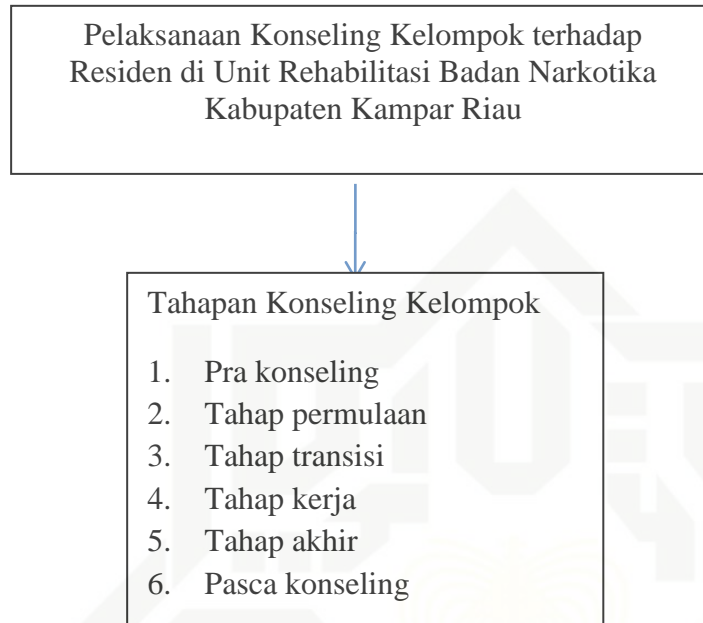 Pelaksanaan Konseling Kelompok terhadap
Residen di Unit Rehabilitasi Badan Narkotika
Kabupaten Kampar Riau
Tahapan Konseling Kelompok
1. Pra konseling
2. Tahap permulaan
3. Tahap transisi
4. Tahap kerja
5. Tahap akhir
6. Pasca konseling